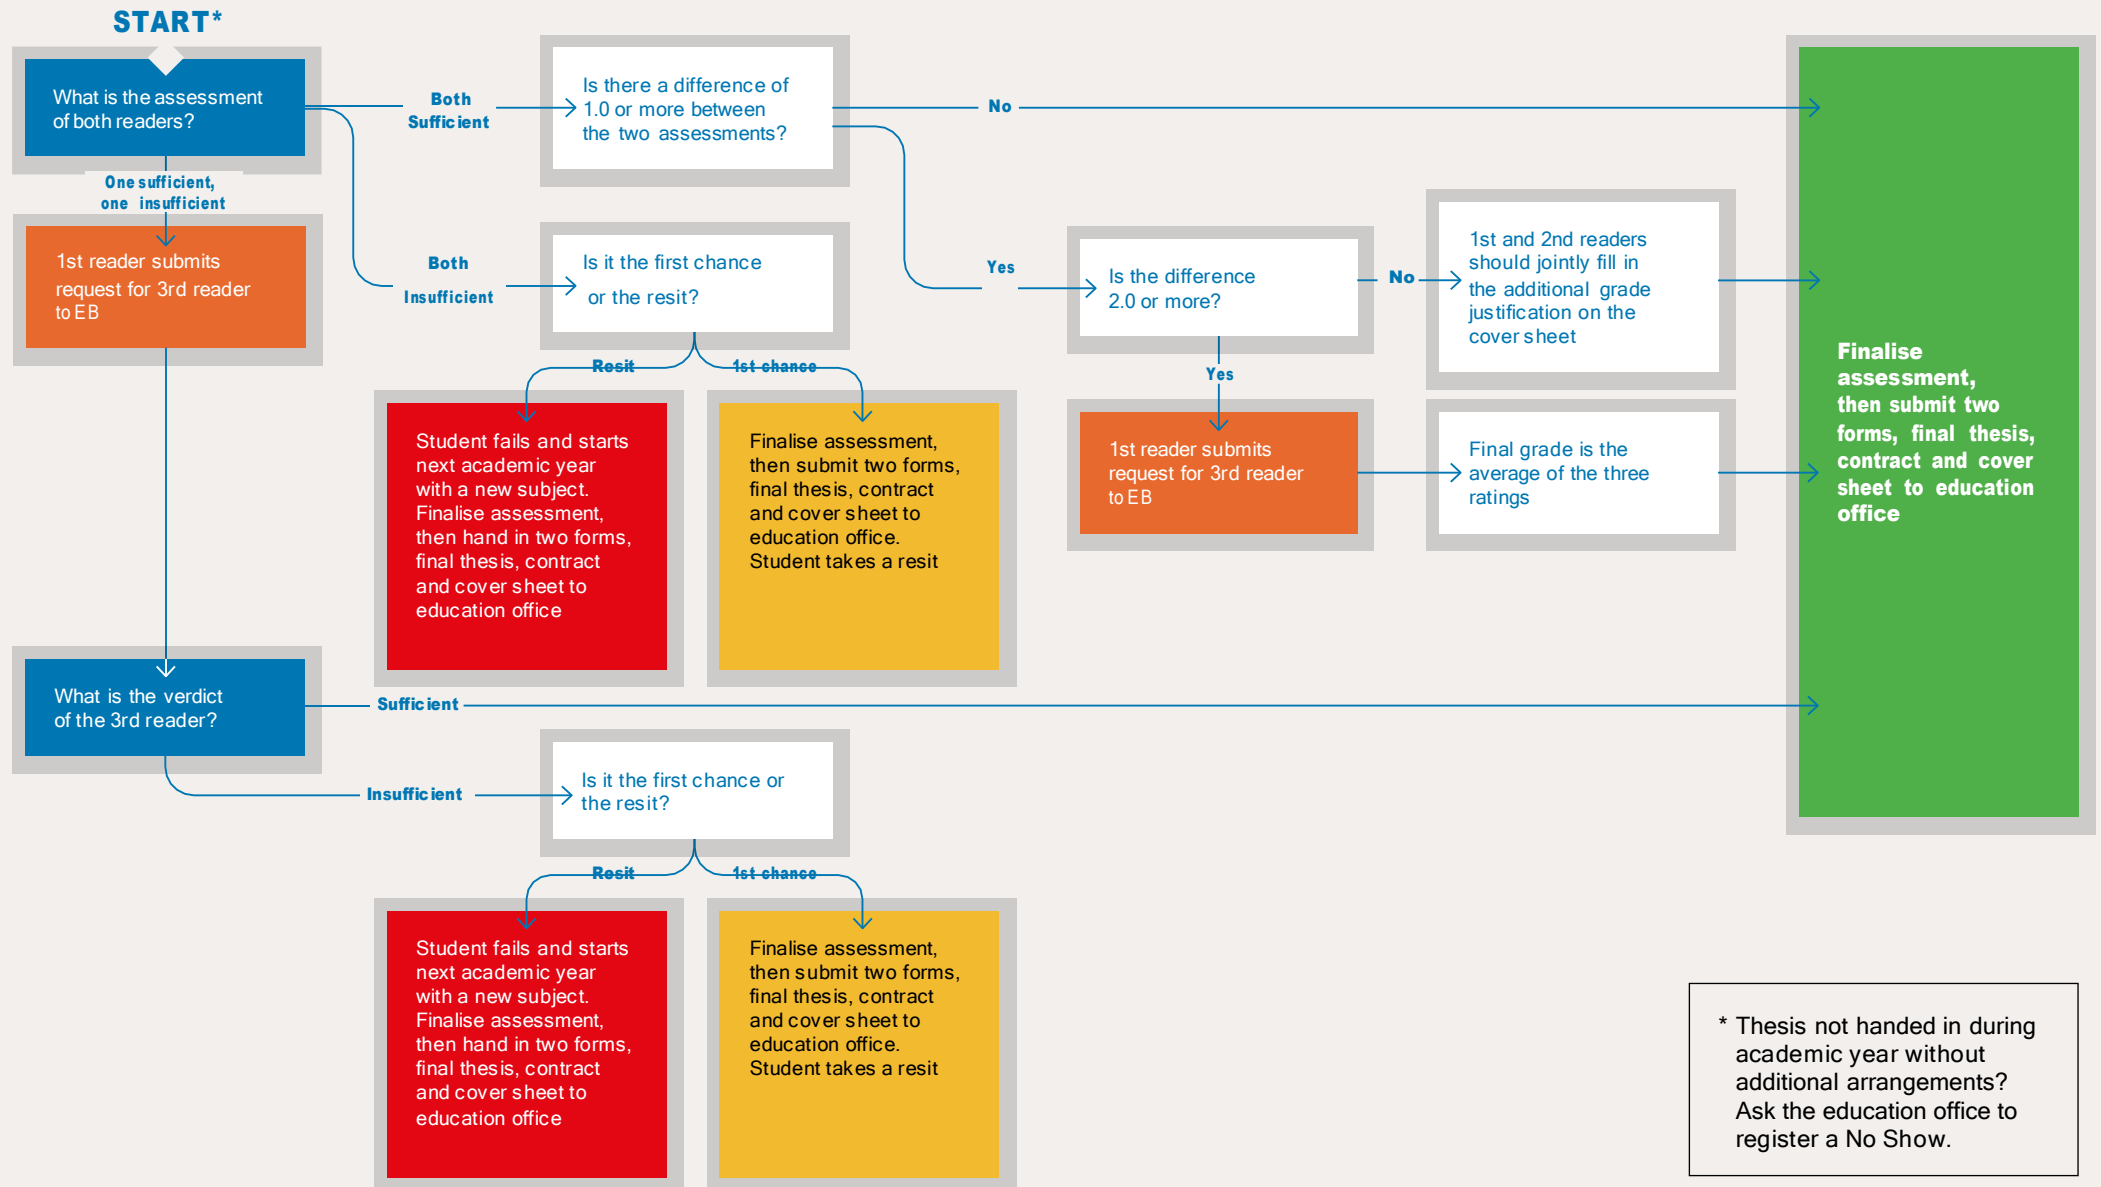 START*
What is the assessment
of both readers?
Both
Sufficient
Is there a difference of
1.0 or more between
the two assessments?
No
One sufficient,
one insufficient
1st reader submits
request for 3rd reader
to EB
Both
Insufficient
Is it the first chance
or the resit?
Yes
Is the difference
2.0 or more?
No
1st and 2nd readers
should jointly fill in
the additional grade
justification on the
cover sheet
Resit
1st chance
Yes
Student fails and starts
next academic year
with a new subject.
Finalise assessment,
then hand in two forms,
final thesis, contract
and cover sheet to
education office
Finalise assessment,
then submit two forms,
final thesis, contract
and cover sheet to
education office.
Student takes a resit
1st reader submits
request for 3rd reader
to EB
Final grade is the
average of the three
ratings
Finalise
assessment,
then submit two
forms, final thesis,
contract and cover
sheet to education
office
What is the verdict
of the 3rd reader?
Sufficient
Insufficient
Is it the first chance or
the resit?
Resit
1st chance
Student fails and starts
next academic year
with a new subject.
Finalise assessment,
then hand in two forms,
final thesis, contract
and cover sheet to
education office
Finalise assessment,
then submit two forms,
final thesis, contract
and cover sheet to
education office.
Student takes a resit
* Thesis not handed in during
academic year without
additional arrangements?
Ask the education office to
register a No Show.